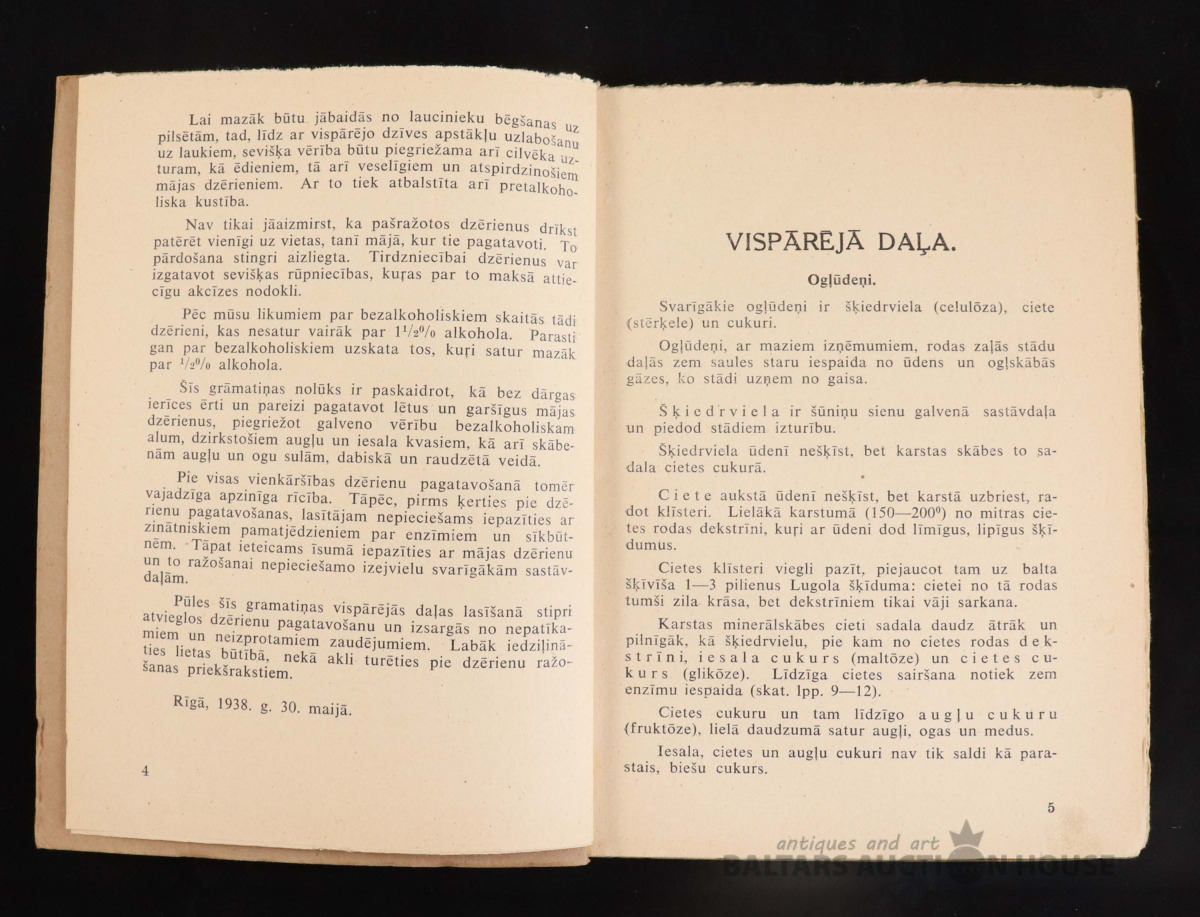 Lai mazāk būtu jābaidās no laucinieku bēgšanas uz
pilsētām, tad, līdz ar vispārējo dzīves apstākļu uzlabošanu
uz laukiem, sevišķa vērība būtu piegriežama arī cilvēka uz-
turam, kā ēdieniem, tā arī veselīgiem un atspirdzinošiem
mājas dzērieniem. Ar to tiek atbalstīta arī pretalkoho-
liska kustība.
Nav tikai jāaizmirst, ka pašražotos dzērienus drīkst
patērēt vienīgi uz vietas, tanī mājā, kur tie pagatavoti. To
pārdošana stingri aizliegta. Tirdzniecībai dzērienus var
izgatavot sevišķas rūpniecības, kuŗas par to maksā attie-
cīgu akcīzes nodokli.
Pēc mūsu likumiem par bezalkoholiskiem skaitās tādi
dzērieni, kas nesatur vairāk par 1¹/₂⁰/₀ alkohola. Parasti
gan par bezalkoholiskiem uzskata tos, kuŗi satur mazāk
par ¹/₂⁰/₀ alkohola.
Šīs grāmatiņas nolūks ir paskaidrot, kā bez dārgas
ierīces ērti un pareizi pagatavot lētus un garšīgus mājas
dzērienus, piegriežot galveno vērību bezalkoholiskam
alum, dzirkstošiem augļu un iesala kvasiem, kā arī skābe-
nām augļu un ogu sulām, dabiskā un raudzētā veidā.
Pie visas vienkāršības dzērienu pagatavošanā tomēr
vajadzīga apzinīga rīcība. Tāpēc, pirms ķerties pie dzē-
rienu pagatavošanas, lasītājam nepieciešams iepazīties ar
zinātniskiem pamatjēdzieniem par enzīmiem un sīkbūt-
nēm. Tāpat ieteicams īsumā iepazīties ar mājas dzērienu
un to ražošanai nepieciešamo izejvielu svarīgākām sastāv-
daļām.
Pūles šīs gramatiņas vispārējās daļas lasīšanā stipri
atvieglos dzērienu pagatavošanu un izsargās no nepatīka-
miem un neizprotamiem zaudējumiem. Labāk iedziļinā-
ties lietas būtībā, nekā akli turēties pie dzērienu ražo-
šanas priekšrakstiem.
Rīgā, 1938. g. 30. maijā.
4
VISPĀRĒJĀ DAĻA.
Ogļūdeņi.
Svarīgākie ogļūdeņi ir šķiedrviela (celulōza), ciete
(stērķele) un cukuri.
Ogļūdeņi, ar maziem izņēmumiem, rodas zaļās stādu
daļās zem saules staru iespaida no ūdens un ogļskābās
gāzes, ko stādi uzņem no gaisa.
Šķiedrviela ir šūniņu sienu galvenā sastāvdaļa
un piedod stādiem izturību.
Šķiedrviela ūdenī nešķīst, bet karstas skābes to sa-
dala cietes cukurā.
Ciete aukstā ūdenī nešķīst, bet karstā uzbriest, ra-
dot klīsteri. Lielākā karstumā (150—200⁰) no mitras cie-
tes rodas dekstrīni, kuŗi ar ūdeni dod līmīgus, lipīgus šķī-
dumus.
Cietes klīsteri viegli pazīt, piejaucot tam uz balta
šķīvīša 1—3 pilienus Lugola šķīduma: cietei no tā rodas
tumši zila krāsa, bet dekstrīniem tikai vāji sarkana.
Karstas minerālskābes cieti sadala daudz ātrāk un
pilnīgāk, kā šķiedrvielu, pie kam no cietes rodas dek-
strīni, iesala cukurs (maltōze) un cietes cu-
kurs (glikōze). Līdzīga cietes sairšana notiek zem
enzīmu iespaida (skat. lpp. 9—12).
Cietes cukuru un tam līdzīgo augļu cukuru
(fruktōze), lielā daudzumā satur augļi, ogas un medus.
Iesala, cietes un augļu cukuri nav tik saldi kā para-
stais, biešu cukurs.
5
antiques and art
BALTARS AUCTION HOUSE